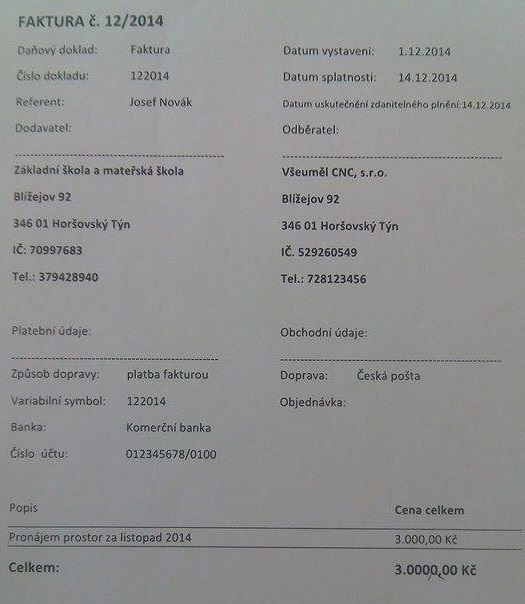 FAKTURA č. 12/2014
Daňový doklad: Faktura
Číslo dokladu: 122014
Referent: Josef Novák
Datum vystaveni: 1.12.2014
Datum splatnosti: 14.12.2014
Datum uskutečnění zdanitelného plnění:14.12.2014
Dodavatel:
Základní škola a mateřská škola
Blížejov 92
346 01 Horšovský Týn
IČ: 70997683
Tel.: 379428940
Odběratel:
Všeuměl CNC, s.r.o.
Blížejov 92
346 01 Horšovský Týn
IČ. 529260549
Tel.: 728123456
Platební údaje:
Způsob dopravy: platba fakturou
Variabilní symbol: 122014
Banka: Komerční banka
Číslo účtu: 012345678/0100
Obchodní údaje:
Doprava: Česká pošta
Objednávka:
Popis Cena celkem
Pronájem prostor za listopad 2014 3.000,00 Kč
Celkem: 3.0000,00 Kč